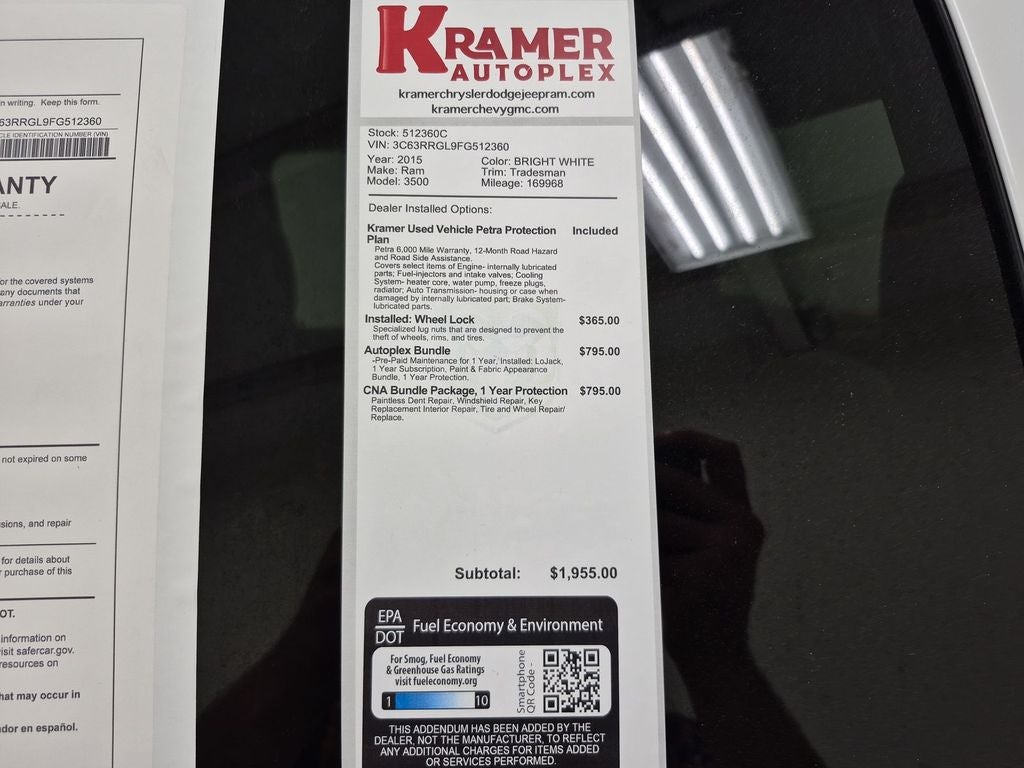 n writing. Keep this form.
63RRGL9FG512360
CLE IDENTIFICATION NUMBER (VIN)
ANTY
ALE.
for the covered systems
any documents that
arranties under your
not expired on some
sions, and repair
for details about
r purchase of this
OT.
information on
isit safercar.gov.
resources on
hat may occur in
dor en español.
KRAMER
AUTOPLEX
kramerchryslerdodgejeepram.com
kramerchevygmc.com
Stock: 512360C
VIN: 3C63RRGL9FG512360
Year: 2015 Color: BRIGHT WHITE
Make: Ram Trim: Tradesman
Model: 3500 Mileage: 169968
Dealer Installed Options:
Kramer Used Vehicle Petra Protection Included
Plan
Petra 6,000 Mile Warranty, 12-Month Road Hazard
and Road Side Assistance.
Covers select items of Engine- internally lubricated
parts; Fuel-injectors and intake valves; Cooling
System- heater core, water pump, freeze plugs,
radiator; Auto Transmission- housing or case when
damaged by internally lubricated part; Brake System-
lubricated parts.
Installed: Wheel Lock $365.00
Specialized lug nuts that are designed to prevent the
theft of wheels, rims, and tires.
Autoplex Bundle $795.00
-Pre-Paid Maintenance for 1 Year, Installed: LoJack,
1 Year Subscription, Paint & Fabric Appearance
Bundle, 1 Year Protection.
CNA Bundle Package, 1 Year Protection $795.00
Paintless Dent Repair, Windshield Repair, Key
Replacement Interior Repair, Tire and Wheel Repair/
Replace.
Subtotal: $1,955.00
EPA
DOT Fuel Economy & Environment
For Smog, Fuel Economy
& Greenhouse Gas Ratings
visit fueleconomy.org
1 10
Smartphone
QR Code -
THIS ADDENDUM HAS BEEN ADDED BY THE
DEALER, NOT THE MANUFACTURER, TO REFLECT
ANY ADDITIONAL CHARGES FOR ITEMS ADDED
OR SERVICES PERFORMED.